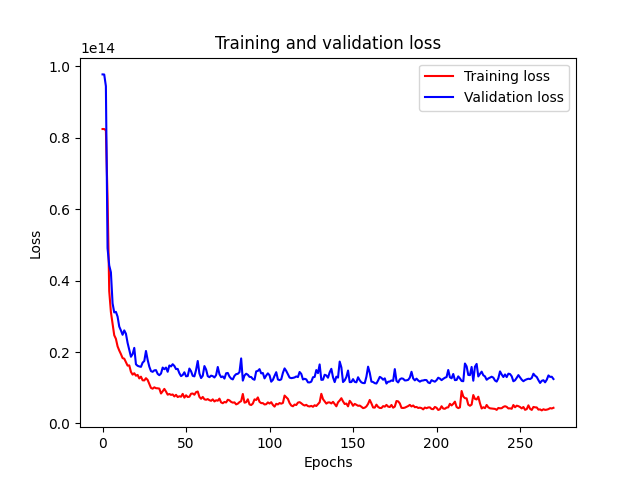 Training and validation loss
1e14
Training loss
Validation loss
1.0
0.8
0.6
0.4
0.2
0.0
Loss
0
50
100
150
200
250
Epochs